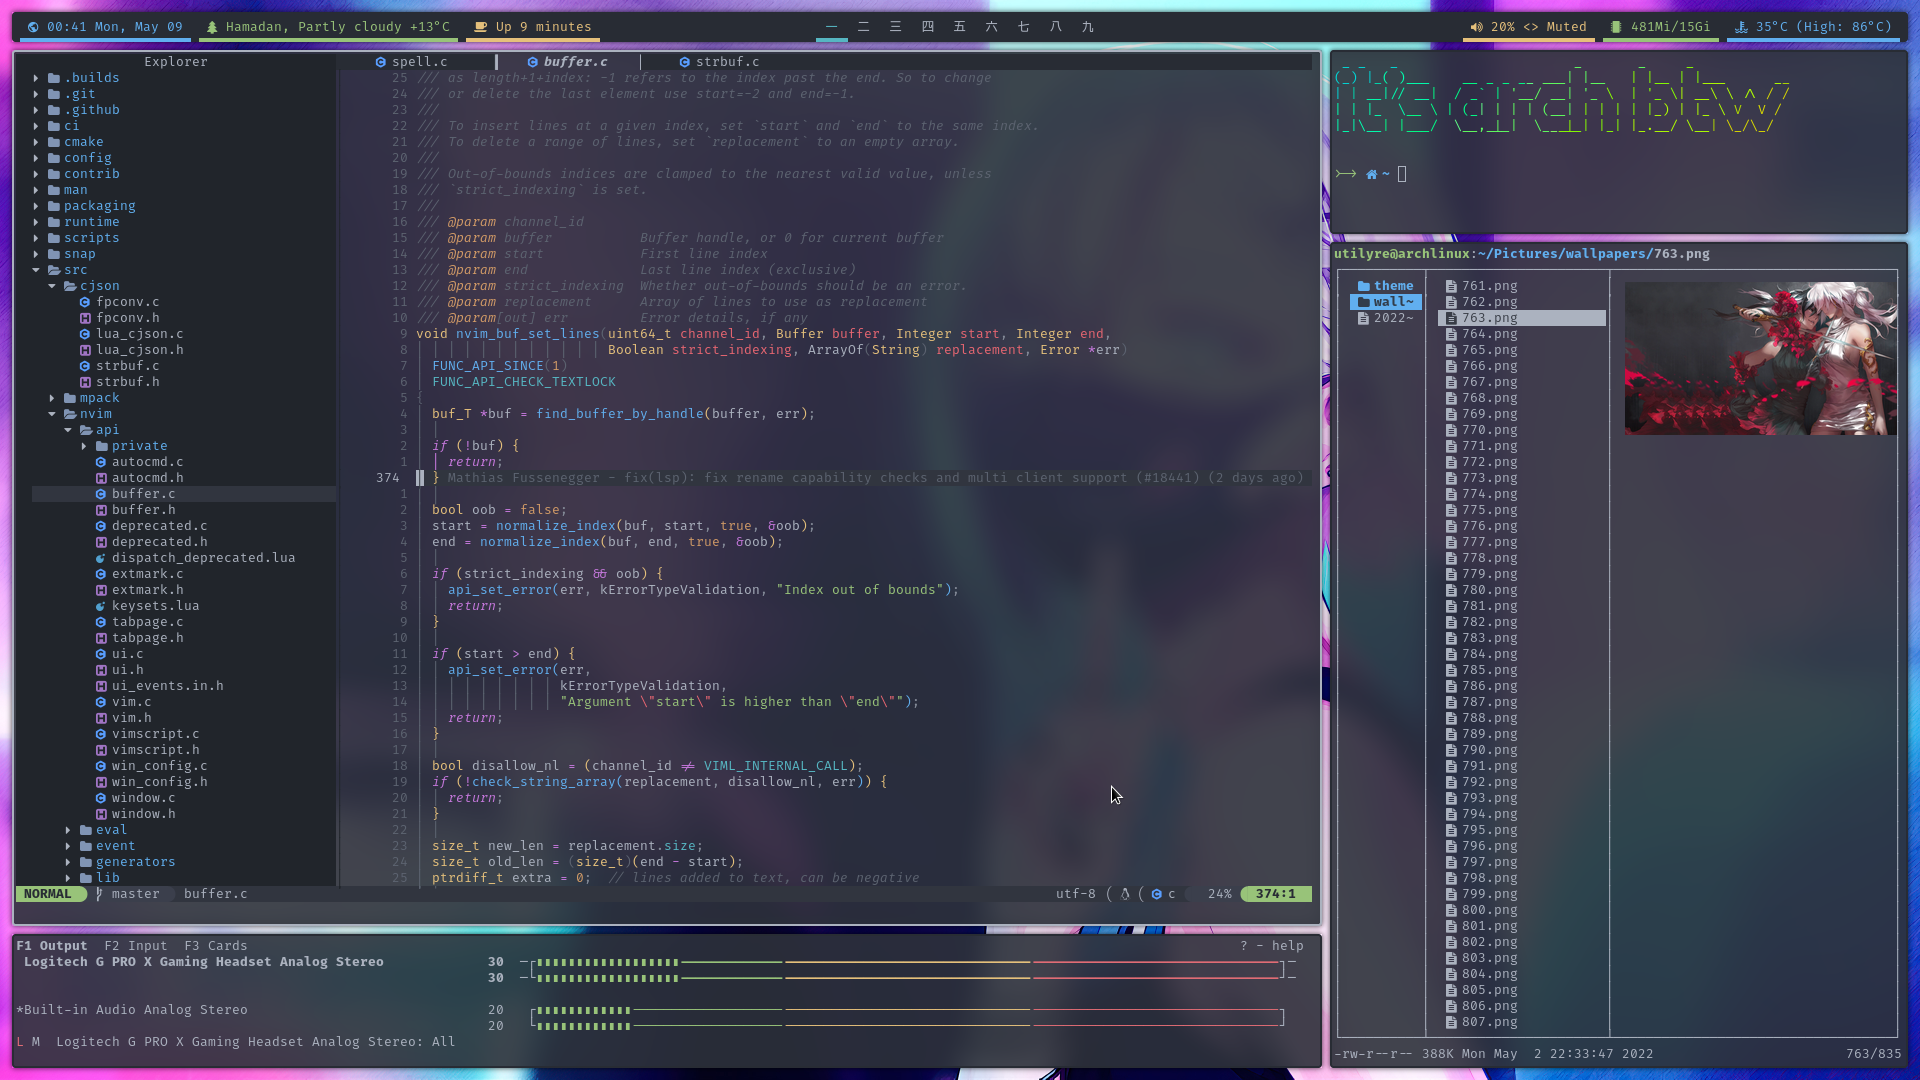 00:41 Mon, May 09
Hamadan, Partly cloudy +13°C
Up 9 minutes
一 二 三 四 五 六 七 八 九
20% <> Muted
481Mi/15Gi
35°C (High: 86°C)
Explorer
.builds
.git
.github
ci
cmake
config
contrib
man
packaging
runtime
scripts
snap
src
cjson
fpconv.c
fpconv.h
lua_cjson.c
lua_cjson.h
strbuf.c
strbuf.h
mpack
nvim
api
private
autocmd.c
autocmd.h
buffer.c
buffer.h
deprecated.c
deprecated.h
dispatch_deprecated.lua
extmark.c
extmark.h
keysets.lua
tabpage.c
tabpage.h
ui.c
ui.h
ui_events.in.h
vim.c
vim.h
vimscript.c
vimscript.h
win_config.c
win_config.h
window.c
window.h
eval
event
generators
lib
spell.c buffer.c strbuf.c
25 /// as length+1+index: -1 refers to the index past the end. So to change
24 /// or delete the last element use start=-2 and end=-1.
23 ///
22 /// To insert lines at a given index, set `start` and `end` to the same index.
21 /// To delete a range of lines, set `replacement` to an empty array.
20 ///
19 /// Out-of-bounds indices are clamped to the nearest valid value, unless
18 /// `strict_indexing` is set.
17 ///
16 /// @param channel_id
15 /// @param buffer Buffer handle, or 0 for current buffer
14 /// @param start First line index
13 /// @param end Last line index (exclusive)
12 /// @param strict_indexing Whether out-of-bounds should be an error.
11 /// @param replacement Array of lines to use as replacement
10 /// @param[out] err Error details, if any
9 void nvim_buf_set_lines(uint64_t channel_id, Buffer buffer, Integer start, Integer end,
8 Boolean strict_indexing, ArrayOf(String) replacement, Error *err)
7 FUNC_API_SINCE(1)
6 FUNC_API_CHECK_TEXTLOCK
5 {
4 buf_T *buf = find_buffer_by_handle(buffer, err);
3
2 if (!buf) {
1 return;
374 } Mathias Fussenegger - fix(lsp): fix rename capability checks and multi client support (#18441) (2 days ago)
1
2 bool oob = false;
3 start = normalize_index(buf, start, true, &oob);
4 end = normalize_index(buf, end, true, &oob);
5
6 if (strict_indexing && oob) {
7 api_set_error(err, kErrorTypeValidation, "Index out of bounds");
8 return;
9 }
10
11 if (start > end) {
12 api_set_error(err,
13 kErrorTypeValidation,
14 "Argument \"start\" is higher than \"end\"");
15 return;
16 }
17
18 bool disallow_nl = (channel_id != VIML_INTERNAL_CALL);
19 if (!check_string_array(replacement, disallow_nl, err)) {
20 return;
21 }
22
23 size_t new_len = replacement.size;
24 size_t old_len = (size_t)(end - start);
25 ptrdiff_t extra = 0; // lines added to text, can be negative
NORMAL master buffer.c utf-8 c 24% 374:1
F1 Output F2 Input F3 Cards ? - help
Logitech G PRO X Gaming Headset Analog Stereo 30
30
*Built-in Audio Analog Stereo 20
20
L M Logitech G PRO X Gaming Headset Analog Stereo: All
it's arch btw
~
utilyre@archlinux:~/Pictures/wallpapers/763.png
theme
wall~
2022~
761.png
762.png
763.png
764.png
765.png
766.png
767.png
768.png
769.png
770.png
771.png
772.png
773.png
774.png
775.png
776.png
777.png
778.png
779.png
780.png
781.png
782.png
783.png
784.png
785.png
786.png
787.png
788.png
789.png
790.png
791.png
792.png
793.png
794.png
795.png
796.png
797.png
798.png
799.png
800.png
801.png
802.png
803.png
804.png
805.png
806.png
807.png
-rw-r--r-- 388K Mon May 2 22:33:47 2022 763/835